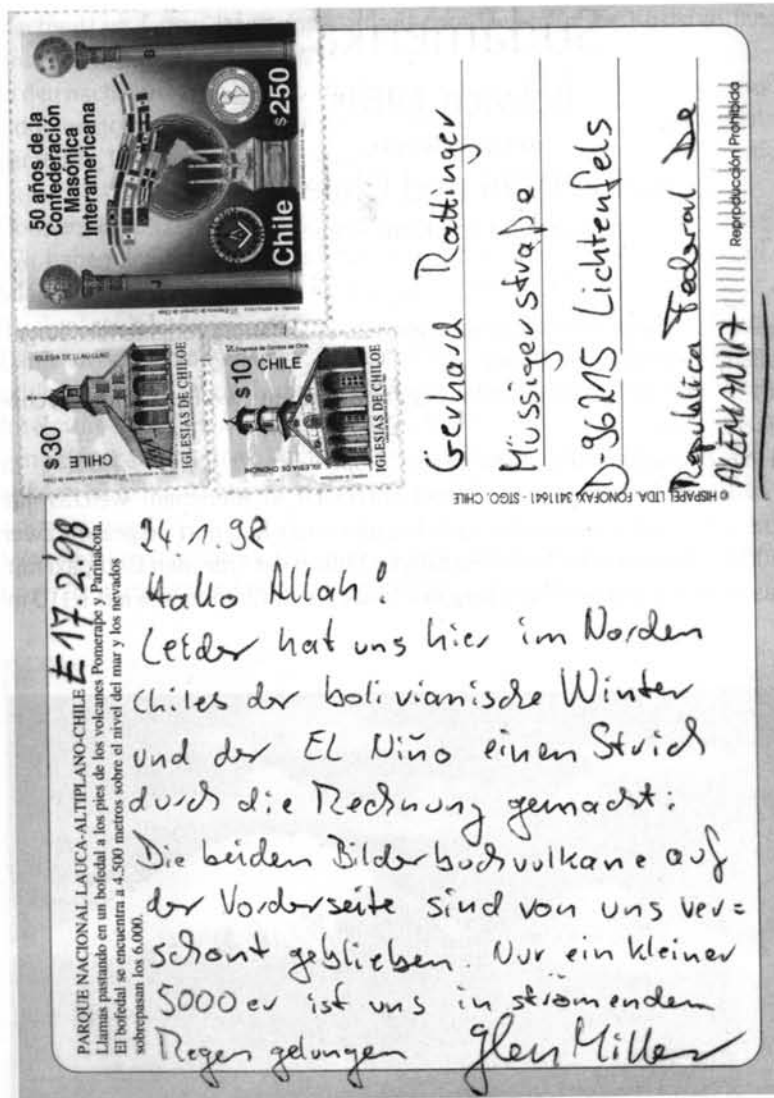 50 años de la
Confederación
Masónica
Interamericana
Chile $250
$30
CHILE
IGLESIAS DE CHILOE
$10
CHILE
IGLESIA DE CHONCHI
IGLESIAS DE CHILOE
E 17.2.'98
PARQUE NACIONAL LAUCA-ALTIPLANO-CHILE
Llamas pastando en un bofedal a los pies de los volcanes Pomerape y Parinacota.
El bofedal se encuentra a 4.500 metros sobre el nivel del mar y los nevados
sobrepasan los 6.000.
24.1.98
Hallo Allah!
Leider hat uns hier im Norden
Chiles der bolivianische Winter
und der EL Niño einen Strich
durch die Rechnung gemacht:
Die beiden Bilderbuchvulkane auf
der Vorderseite sind von uns ver=
schont geblieben. Nur ein kleiner
5000er ist uns in strömendem
Regen gelungen
Glen Miller
© HISPAPEL LTDA. FONOFAX 3411641 - STGO. CHILE
Gerhard Rattinger
Müssigerstraße
D-96215 Lichtenfels
Republica Federal De
ALEMANIA
Reproducción Prohibida